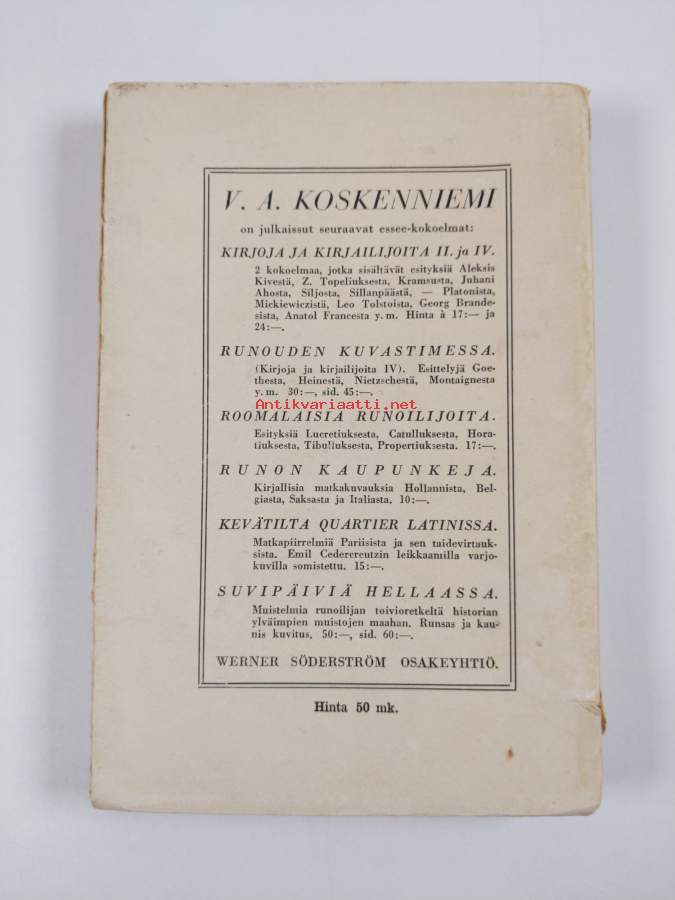 V. A. KOSKENNIEMI
on julkaissut seuraavat essee-kokoelmat:
KIRJOJA JA KIRJAILIJOITA II. ja IV.
2 kokoelmaa, jotka sisältävät esityksiä Aleksis
Kivestä, Z. Topeliuksesta, Kramsusta, Juhani
Ahosta, Siljosta, Sillanpäästä, — Platonista,
Mickiewiczistä, Leo Tolstoista, Georg Brande-
sista, Anatol Francesta y. m. Hinta à 17:— ja
24:—.
RUNOUDEN KUVASTIMESSA.
(Kirjoja ja kirjailijoita IV). Esittelyjä Goe-
thesta, Heinestä, Nietzschestä, Montaignesta
y. m. 30:—, sid. 45:—.
Antikvariaatti.net
ROOMALAISIA RUNOILIJOITA.
Esityksiä Lucretiuksesta, Catulluksesta, Hora-
tiuksesta, Tibulluksesta, Propertiuksesta. 17:—.
RUNON KAUPUNKEJA.
Kirjallisia matkakuvauksia Hollannista, Bel-
giasta, Saksasta ja Italiasta. 10:—.
KEVÄTILTA QUARTIER LATINISSA.
Matkapiirrelmiä Pariisista ja sen taidevirtauk-
sista. Emil Cedercreutzin leikkaamilla varjo-
kuvilla somistettu. 15:—.
SUVIPÄIVIÄ HELLAASSA.
Muistelmia runoilijan toivioretkeltä historian
ylväimpien muistojen maahan. Runsas ja kau-
nis kuvitus. 50:—, sid. 60:—.
WERNER SÖDERSTRÖM OSAKEYHTIÖ.
Hinta 50 mk.